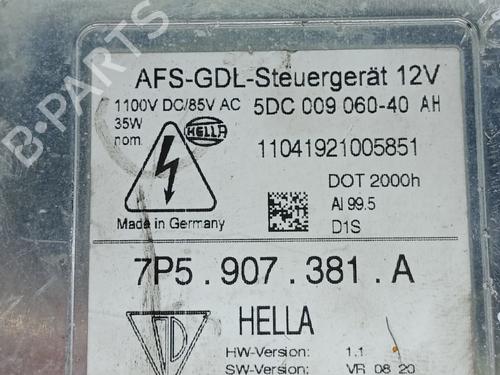 B-PARTS
AFS-GDL-Steuergerät 12V
1100V DC/85V AC 5DC 009 060-40 AH
35W
nom.
HELLA
11041921005851
DOT 2000h
Al 99.5
D1S
Made in Germany
7P5.907.381.A
HELLA
HW-Version: 1.1
SW-Version: VR 08 20